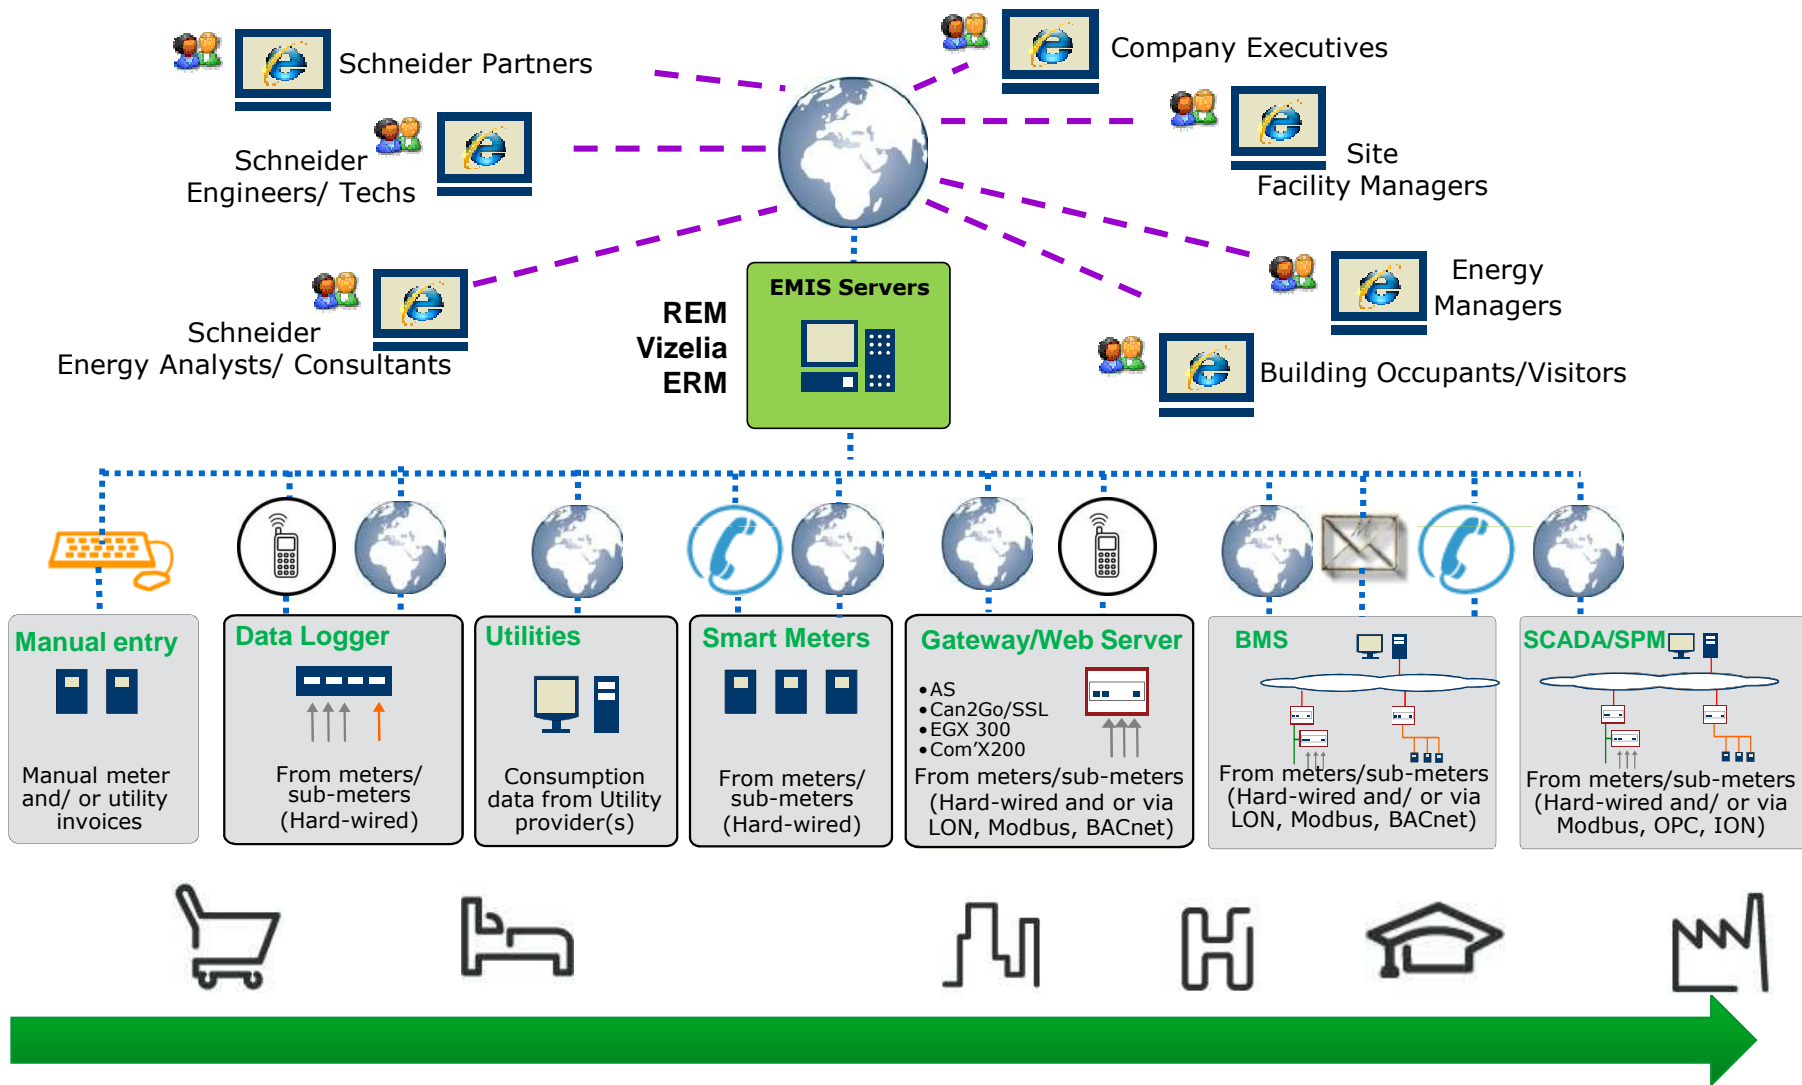 Schneider Partners
Company Executives
Schneider
Engineers/ Techs
Site
Facility Managers
Schneider
Energy Analysts/ Consultants
Energy
Managers
Building Occupants/Visitors
EMIS Servers
REM
Vizelia
ERM
Manual entry
Manual meter
and/ or utility
invoices
Data Logger
From meters/
sub-meters
(Hard-wired)
Utilities
Consumption
data from Utility
provider(s)
Smart Meters
From meters/
sub-meters
(Hard-wired)
Gateway/Web Server
•AS
•Can2Go/SSL
•EGX 300
•Com’X200
From meters/sub-meters
(Hard-wired and or via
LON, Modbus, BACnet)
BMS
From meters/sub-meters
(Hard-wired and/ or via
LON, Modbus, BACnet)
SCADA/SPM
From meters/sub-meters
(Hard-wired and/ or via
Modbus, OPC, ION)